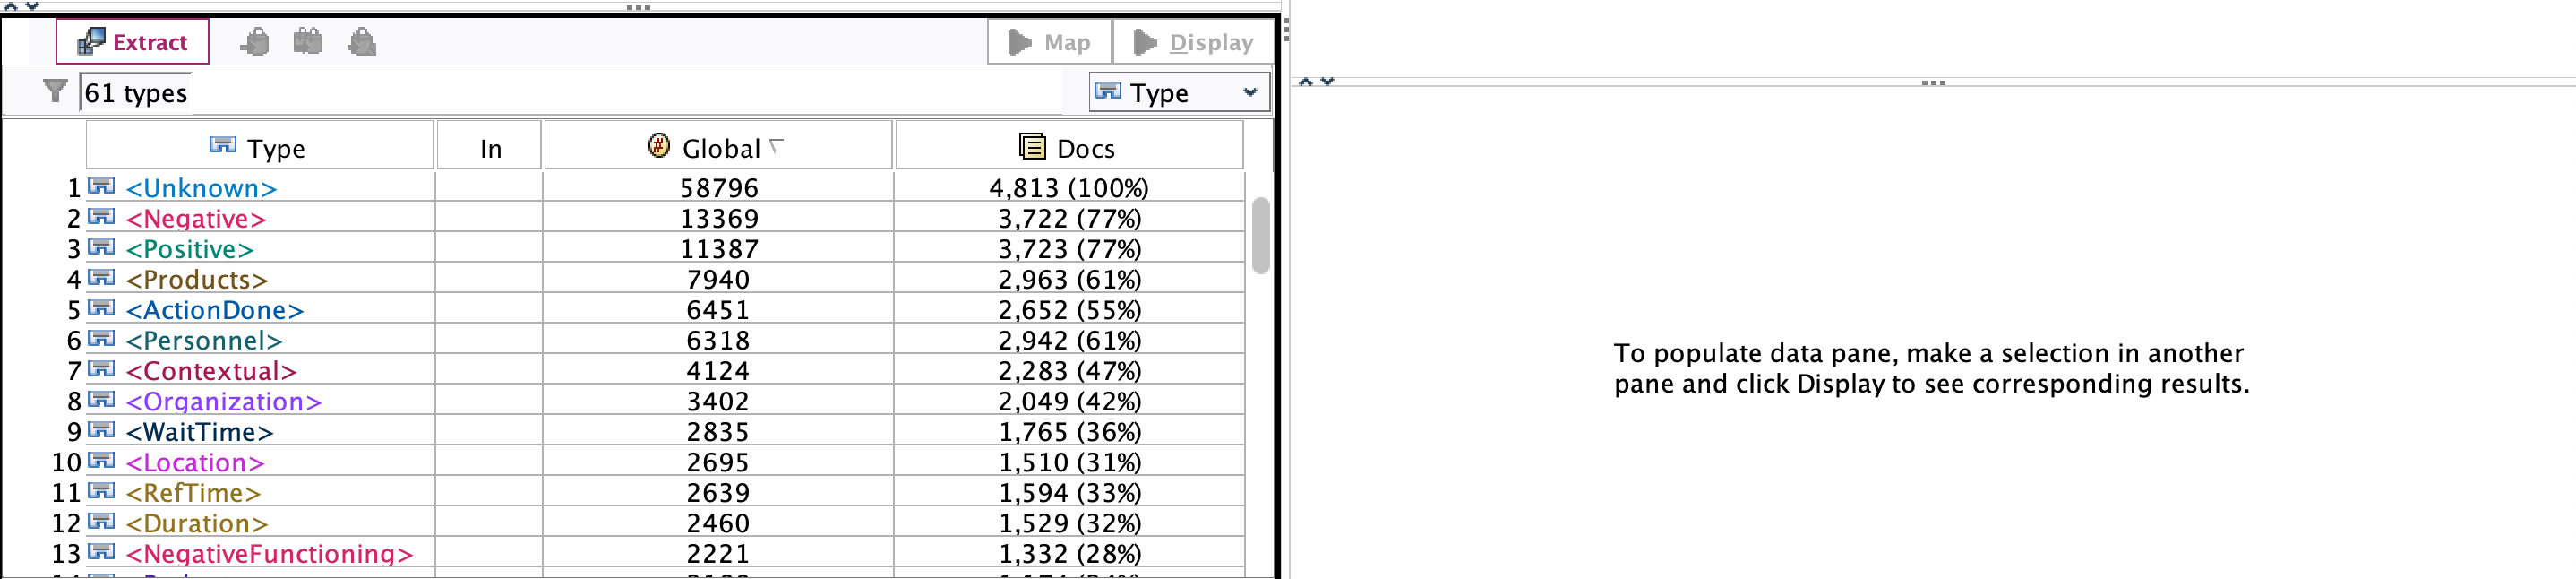 Extract Map Display
61 types Type
Type In Global Docs
1 <Unknown> 58796 4,813 (100%)
2 <Negative> 13369 3,722 (77%)
3 <Positive> 11387 3,723 (77%)
4 <Products> 7940 2,963 (61%)
5 <ActionDone> 6451 2,652 (55%)
6 <Personnel> 6318 2,942 (61%)
7 <Contextual> 4124 2,283 (47%)
8 <Organization> 3402 2,049 (42%)
9 <WaitTime> 2835 1,765 (36%)
10 <Location> 2695 1,510 (31%)
11 <RefTime> 2639 1,594 (33%)
12 <Duration> 2460 1,529 (32%)
13 <NegativeFunctioning> 2221 1,332 (28%)
To populate data pane, make a selection in another
pane and click Display to see corresponding results.